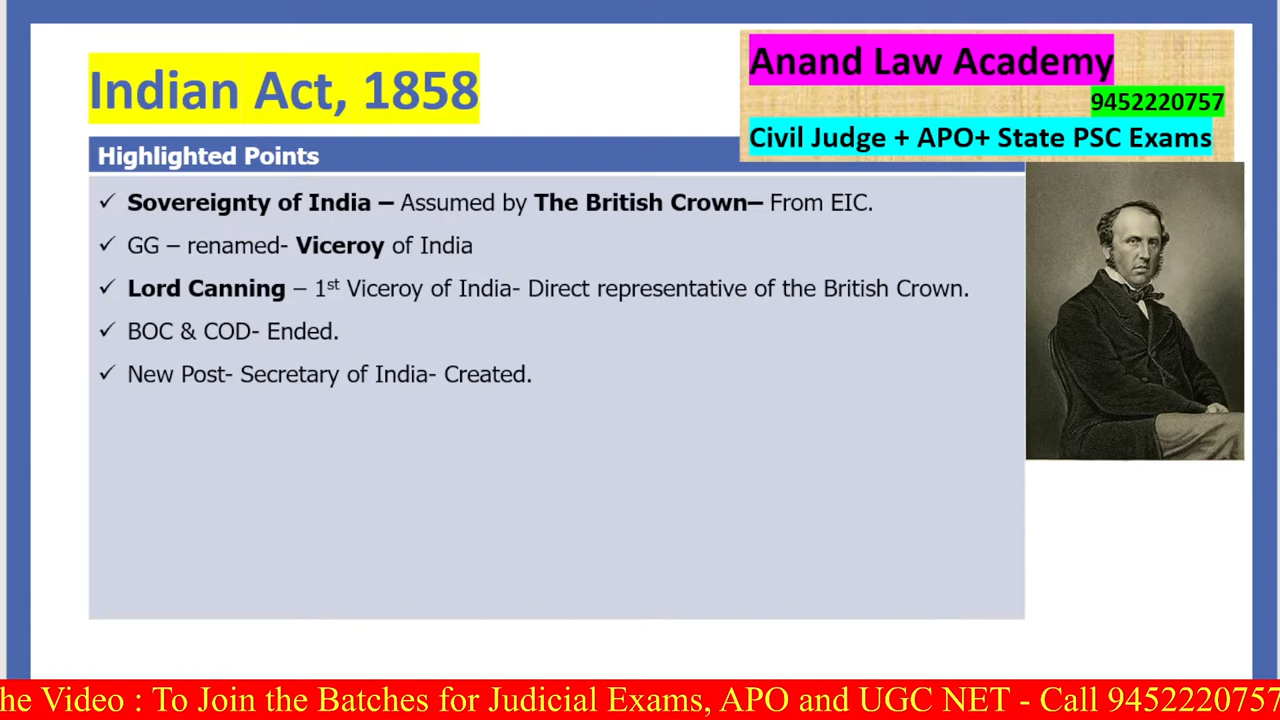 Indian Act, 1858
Anand Law Academy
9452220757
Civil Judge + APO+ State PSC Exams
Highlighted Points
✓ Sovereignty of India – Assumed by The British Crown– From EIC.
✓ GG – renamed- Viceroy of India
✓ Lord Canning – 1st Viceroy of India- Direct representative of the British Crown.
✓ BOC & COD- Ended.
✓ New Post- Secretary of India- Created.
he Video : To Join the Batches for Judicial Exams, APO and UGC NET - Call 9452220757